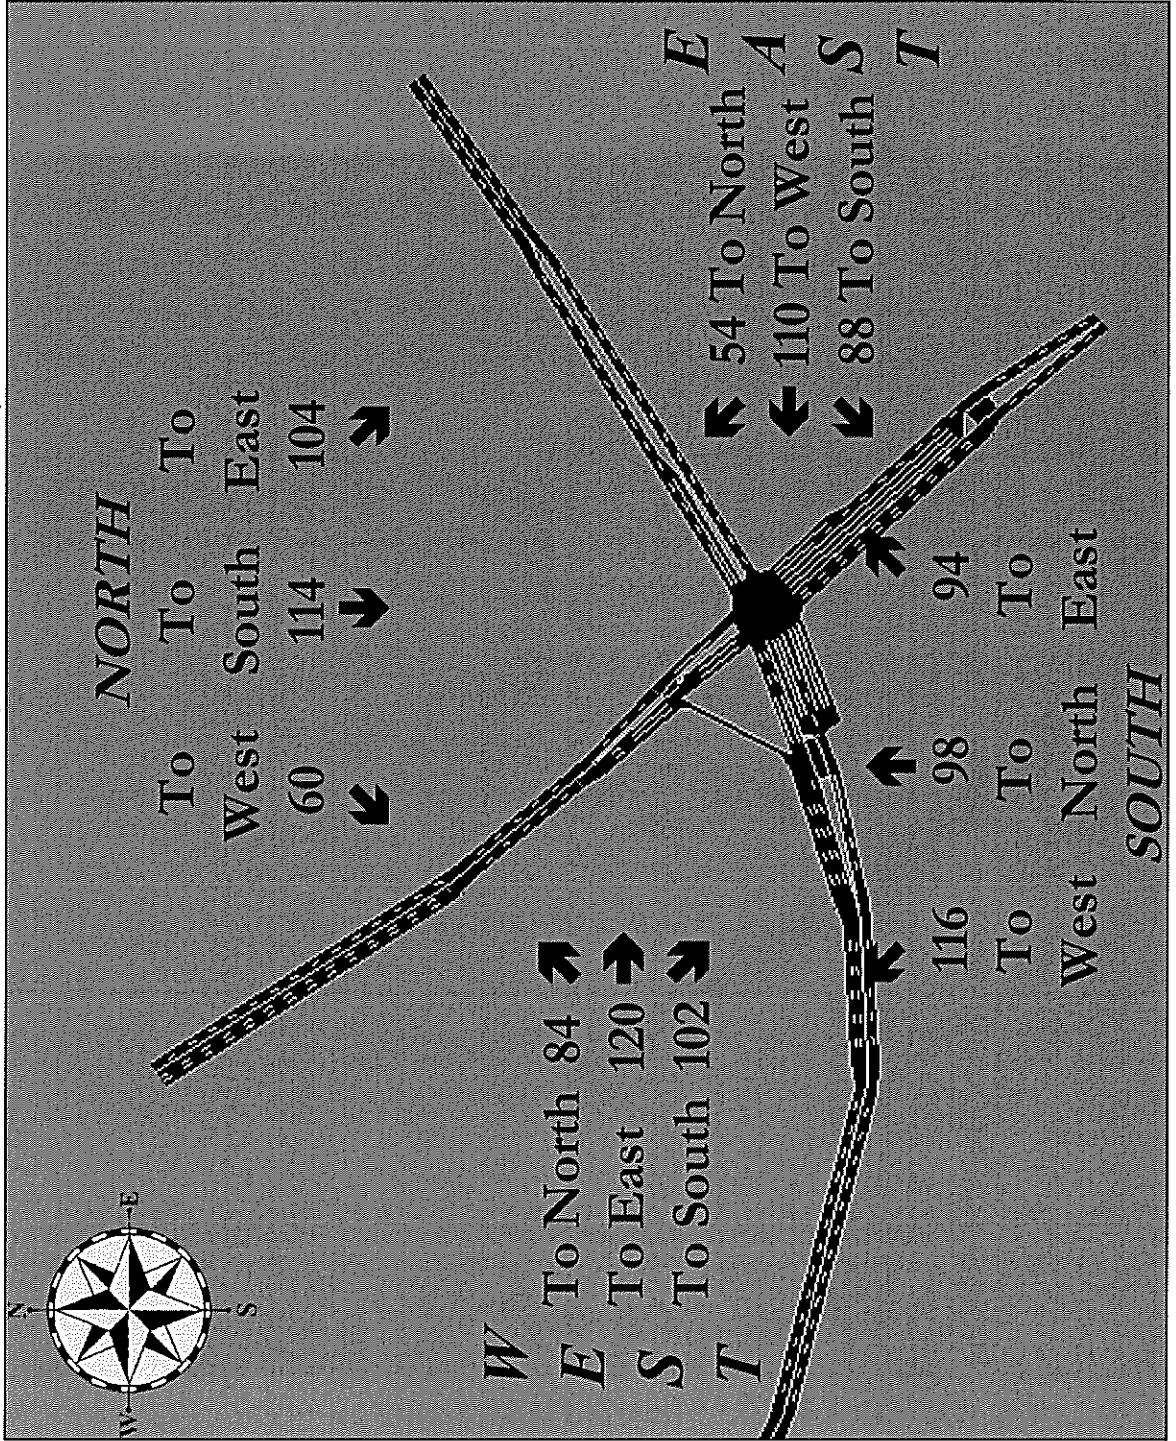 N
W E
S
NORTH
To To To
West South East
60 114 104
W
E
S
T
To North 84
To East 120
To South 102
E
A
S
T
54 To North
110 To West
88 To South
116 98 94
To To To
West North East
SOUTH